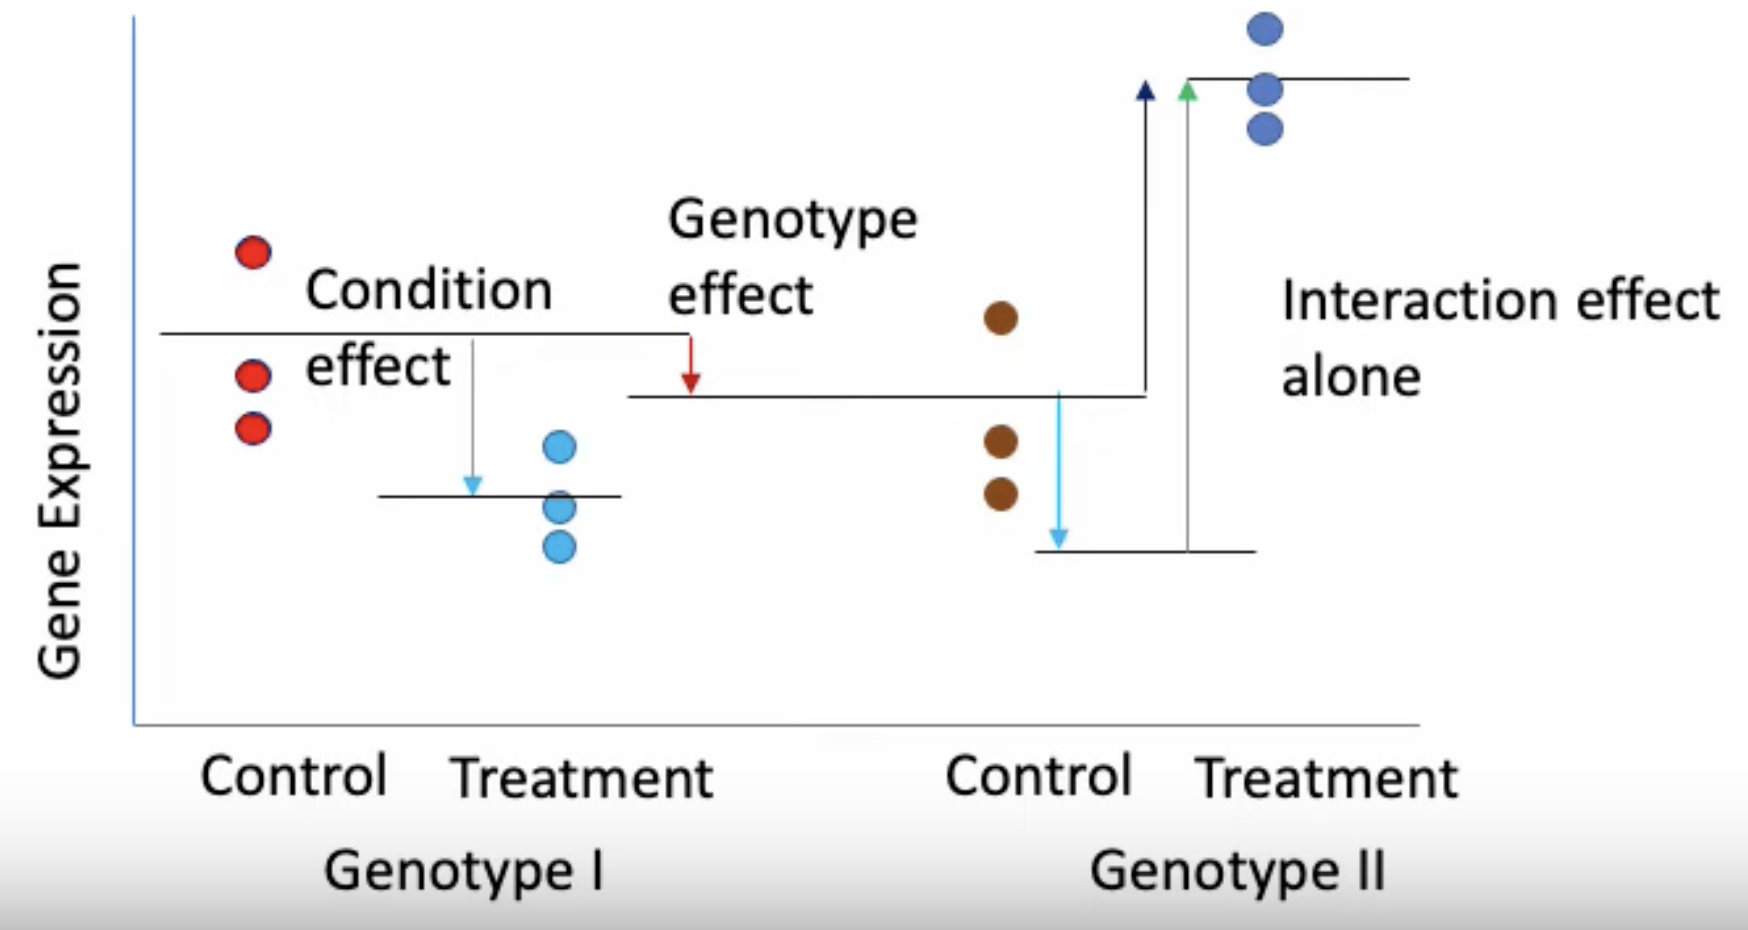 Gene Expression
Condition
effect
Genotype
effect
Interaction effect
alone
Control
Treatment
Control
Treatment
Genotype I
Genotype II